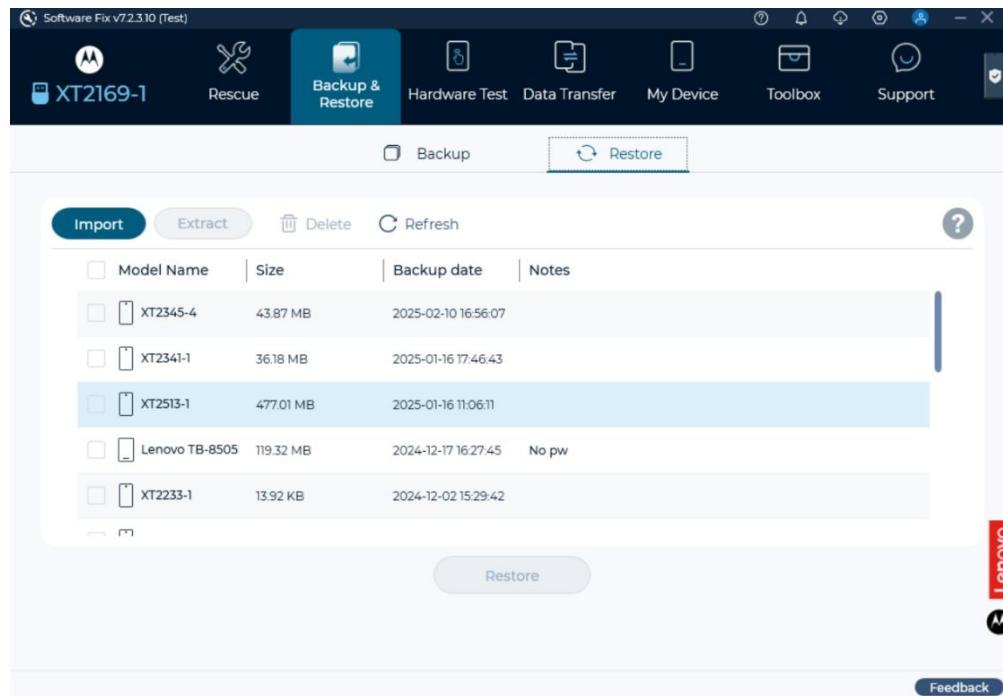 Software Fix v7.2.3.10 (Test)
XT2169-1
Rescue
Backup & Restore
Hardware Test
Data Transfer
My Device
Toolbox
Support
Backup
Restore
Import Extract Delete Refresh ?
Model Name Size Backup date Notes
XT2345-4 43.87 MB 2025-02-10 16:56:07
XT2341-1 36.18 MB 2025-01-16 17:46:43
XT2513-1 477.01 MB 2025-01-16 11:06:11
Lenovo TB-8505 119.32 MB 2024-12-17 16:27:45 No pw
XT2233-1 13.92 KB 2024-12-02 15:29:42
Restore
Lenovo
Feedback